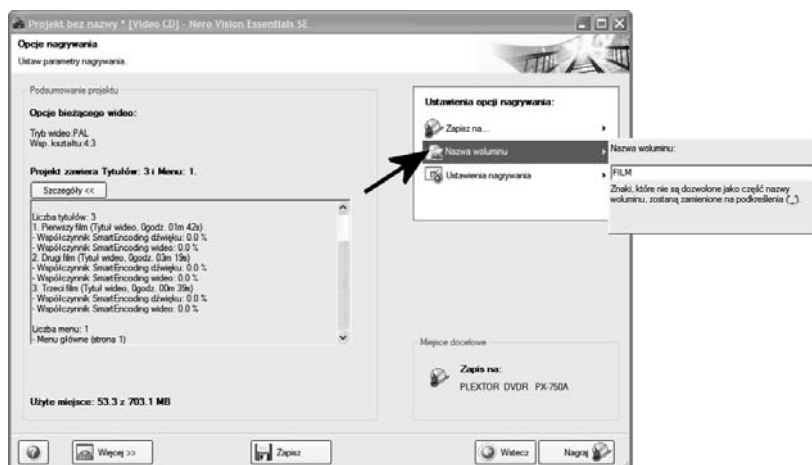 Projekt bez nazwy * [Video CD] - Nero Vision Essentials SE
Opcje nagrywania
Ustaw parametry nagrywania.
Podsumowanie projektu
Opcje bieżącego wideo:
Tryb wideo:PAL
Wsp. kształtu:4:3
Projekt zawiera Tytułów: 3 i Menu: 1.
Szczegóły <<
Liczba tytułów: 3
1. Pierwszy film (Tytuł wideo, 0godz. 01m 42s)
- Współczynnik SmartEncoding dźwięku: 0.0 %
- Współczynnik SmartEncoding wideo: 0.0 %
2. Drugi film (Tytuł wideo, 0godz. 03m 19s)
- Współczynnik SmartEncoding dźwięku: 0.0 %
- Współczynnik SmartEncoding wideo: 0.0 %
3. Trzeci film (Tytuł wideo, 0godz. 00m 39s)
- Współczynnik SmartEncoding dźwięku: 0.0 %
- Współczynnik SmartEncoding wideo: 0.0 %
Liczba menu: 1
- Menu główne (strona 1)
Użyte miejsce: 53.3 z 703.1 MB
Ustawienia opcji nagrywania:
Zapisz na...
Nazwa woluminu
Ustawienia nagrywania
Nazwa woluminu:
FILM
Znaki, które nie są dozwolone jako część nazwy
woluminu, zostaną zamienione na podkreślenia ('_').
Miejsce docelowe
Zapis na:
PLEXTOR DVDR PX-750A
Więcej >>
Zapisz
Wstecz
Nagraj